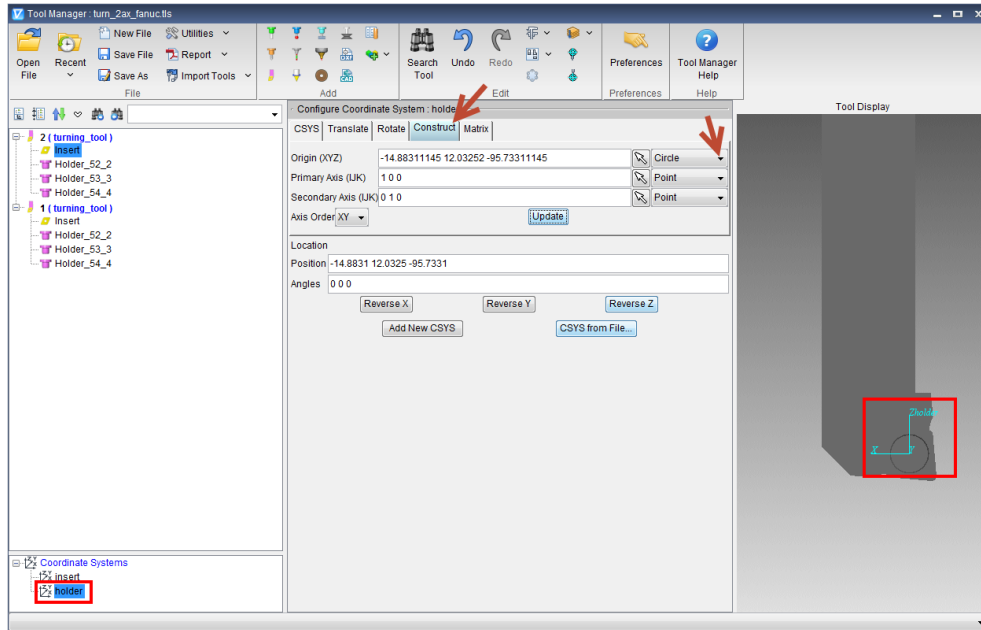 Tool Manager : turn_2ax_fanuc.tls
Open File
Recent
New File
Save File
Save As
Utilities
Report
Import Tools
File
Add
Search Tool
Undo
Redo
Edit
Preferences
Preferences
Tool Manager Help
Help
2 ( turning_tool )
Insert
Holder_52_2
Holder_53_3
Holder_54_4
1 ( turning_tool )
Insert
Holder_52_2
Holder_53_3
Holder_54_4
Coordinate Systems
insert
holder
Configure Coordinate System : holder
CSYS Translate Rotate Construct Matrix
Origin (XYZ) -14.88311145 12.03252 -95.73311145 Circle
Primary Axis (IJK) 1 0 0 Point
Secondary Axis (IJK) 0 1 0 Point
Axis Order XY Update
Location
Position -14.8831 12.0325 -95.7331
Angles 0 0 0
Reverse X Reverse Y Reverse Z
Add New CSYS CSYS from File...
Tool Display
Zholder
X Y